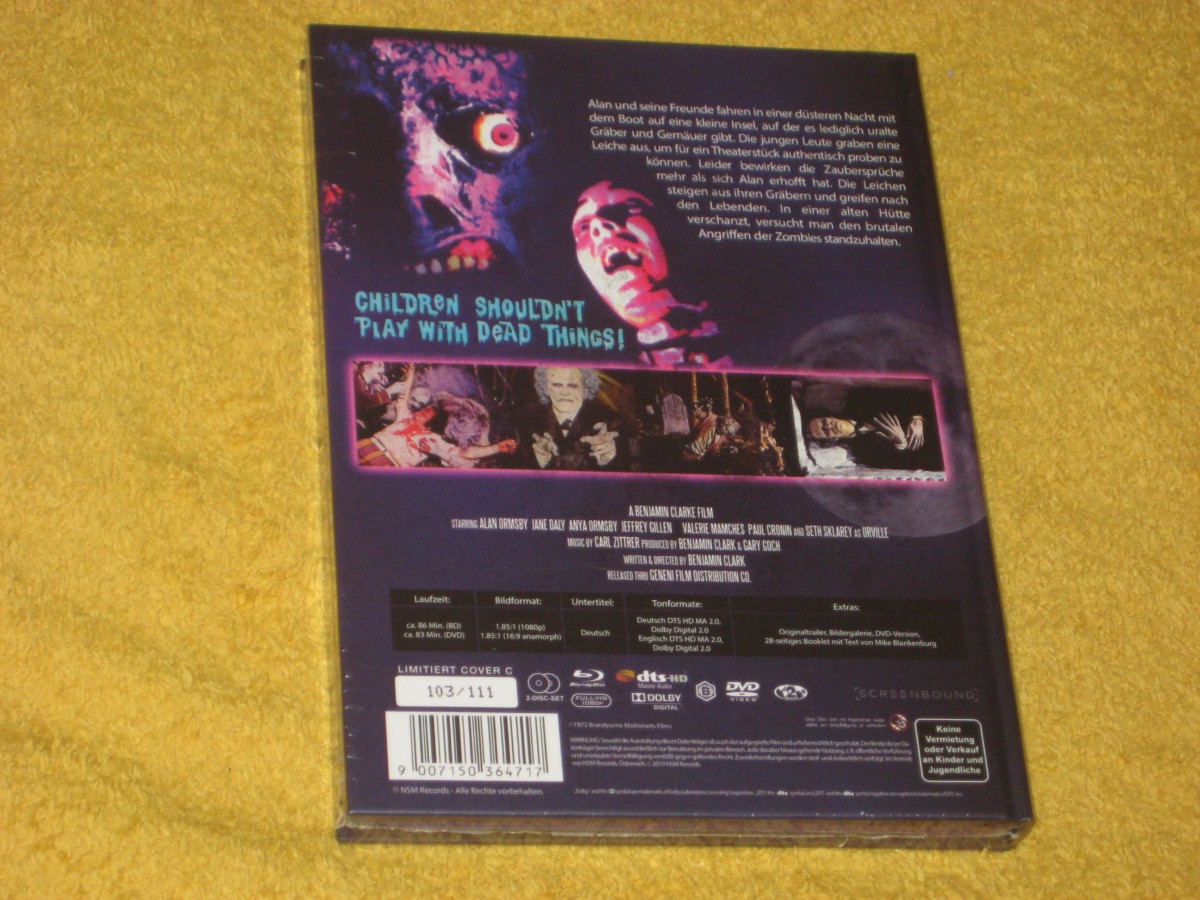 Alan und seine Freunde fahren in einer düsteren Nacht mit
dem Boot auf eine kleine Insel, auf der es lediglich uralte
Gräber und Gemäuer gibt. Die jungen Leute graben eine
Leiche aus, um für ein Theaterstück authentisch proben zu
können. Leider bewirken die Zaubersprüche
mehr als sich Alan erhofft hat. Die Leichen
steigen aus ihren Gräbern und greifen nach
den Lebenden. In einer alten Hütte
verschanzt, versucht man den brutalen
Angriffen der Zombies standzuhalten.
CHILDREN SHOULDN'T
PLAY WITH DEAD THINGS!
A BENJAMIN CLARKE FILM
STARRING ALAN ORMSBY JANE DALY ANYA ORMSBY JEFFREY GILLEN VALERIE MAMCHES PAUL CRONIN AND SETH SKLAREY AS ORVILLE
MUSIC BY CARL ZITTRER PRODUCED BY BENJAMIN CLARK & GARY GOCH
WRITTEN & DIRECTED BY BENJAMIN CLARK
RELEASED THRU GENENI FILM DISTRIBUTION CO.
Laufzeit:
ca. 86 Min. (BD)
ca. 83 Min. (DVD)
Bildformat:
1.85:1 (1080p)
1.85:1 (16:9 anamorph)
Untertitel:
Deutsch
Tonformate:
Deutsch DTS HD MA 2.0,
Dolby Digital 2.0
Englisch DTS HD MA 2.0,
Dolby Digital 2.0
Extras:
Originaltrailer, Bildergalerie, DVD-Version,
28-seitiges Booklet mit Text von Mike Blankenburg
LIMITIERT COVER C
103/111
2-DISC-SET
Blu-ray Disc
FULL-HD
1080p
dts-HD
Master Audio
DOLBY
DIGITAL
B
DVD
VIDEO
2
[SCREENBOUND]
9 007150 364717
© NSM Records - Alle Rechte vorbehalten.
©1972 Brandywine Motionarts Films
Keine
Vermietung
oder Verkauf
an Kinder und
Jugendliche